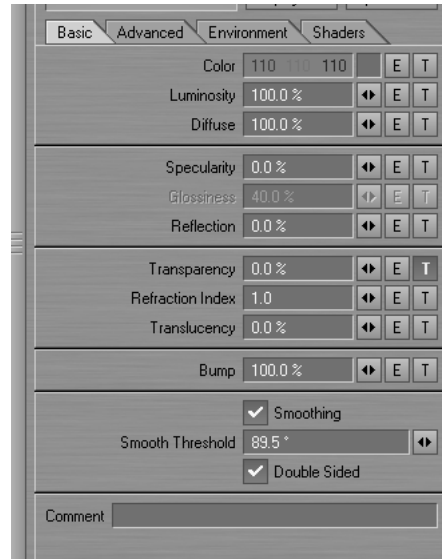 Basic Advanced Environment Shaders
Color 110 110 110 E T
Luminosity 100.0 % E T
Diffuse 100.0 % E T
Specularity 0.0 % E T
Glossiness 40.0 % E T
Reflection 0.0 % E T
Transparency 0.0 % E T
Refraction Index 1.0 E T
Translucency 0.0 % E T
Bump 100.0 % E T
Smoothing
Smooth Threshold 89.5 °
Double Sided
Comment